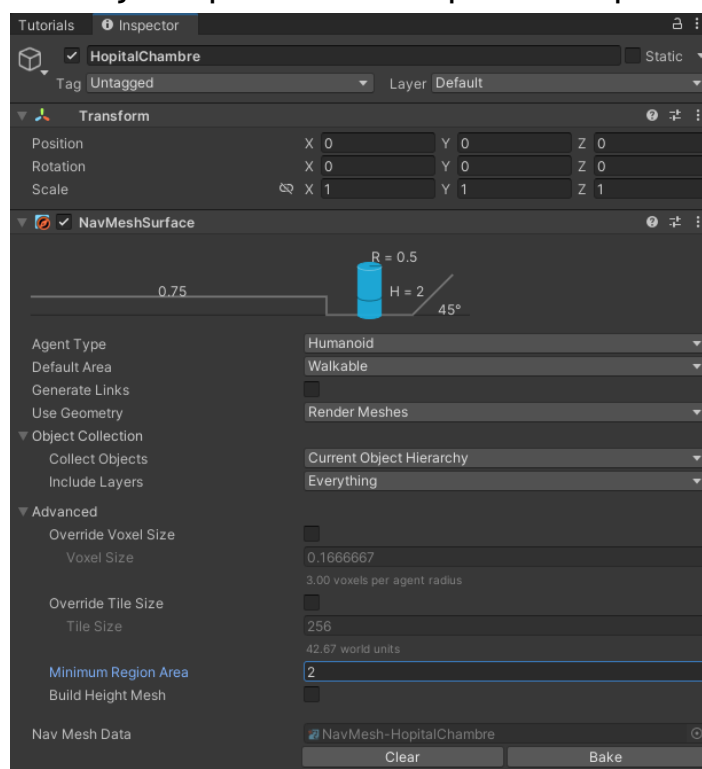 Tutorials Inspector
HopitalChambre Static
Tag Untagged Layer Default
Transform
Position X 0 Y 0 Z 0
Rotation X 0 Y 0 Z 0
Scale X 1 Y 1 Z 1
NavMeshSurface
R = 0.5
0.75 H = 2
45°
Agent Type Humanoid
Default Area Walkable
Generate Links
Use Geometry Render Meshes
Object Collection
Collect Objects Current Object Hierarchy
Include Layers Everything
Advanced
Override Voxel Size
Voxel Size 0.1666667
3.00 voxels per agent radius
Override Tile Size
Tile Size 256
42.67 world units
Minimum Region Area 2
Build Height Mesh
Nav Mesh Data NavMesh-HopitalChambre
Clear Bake